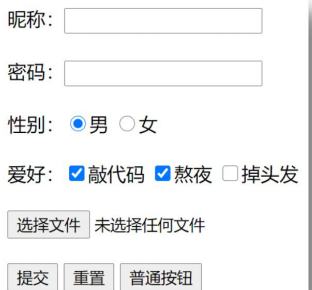 昵称：
密码：
性别： 男 女
爱好： 敲代码 熬夜 掉头发
选择文件 未选择任何文件
提交 重置 普通按钮